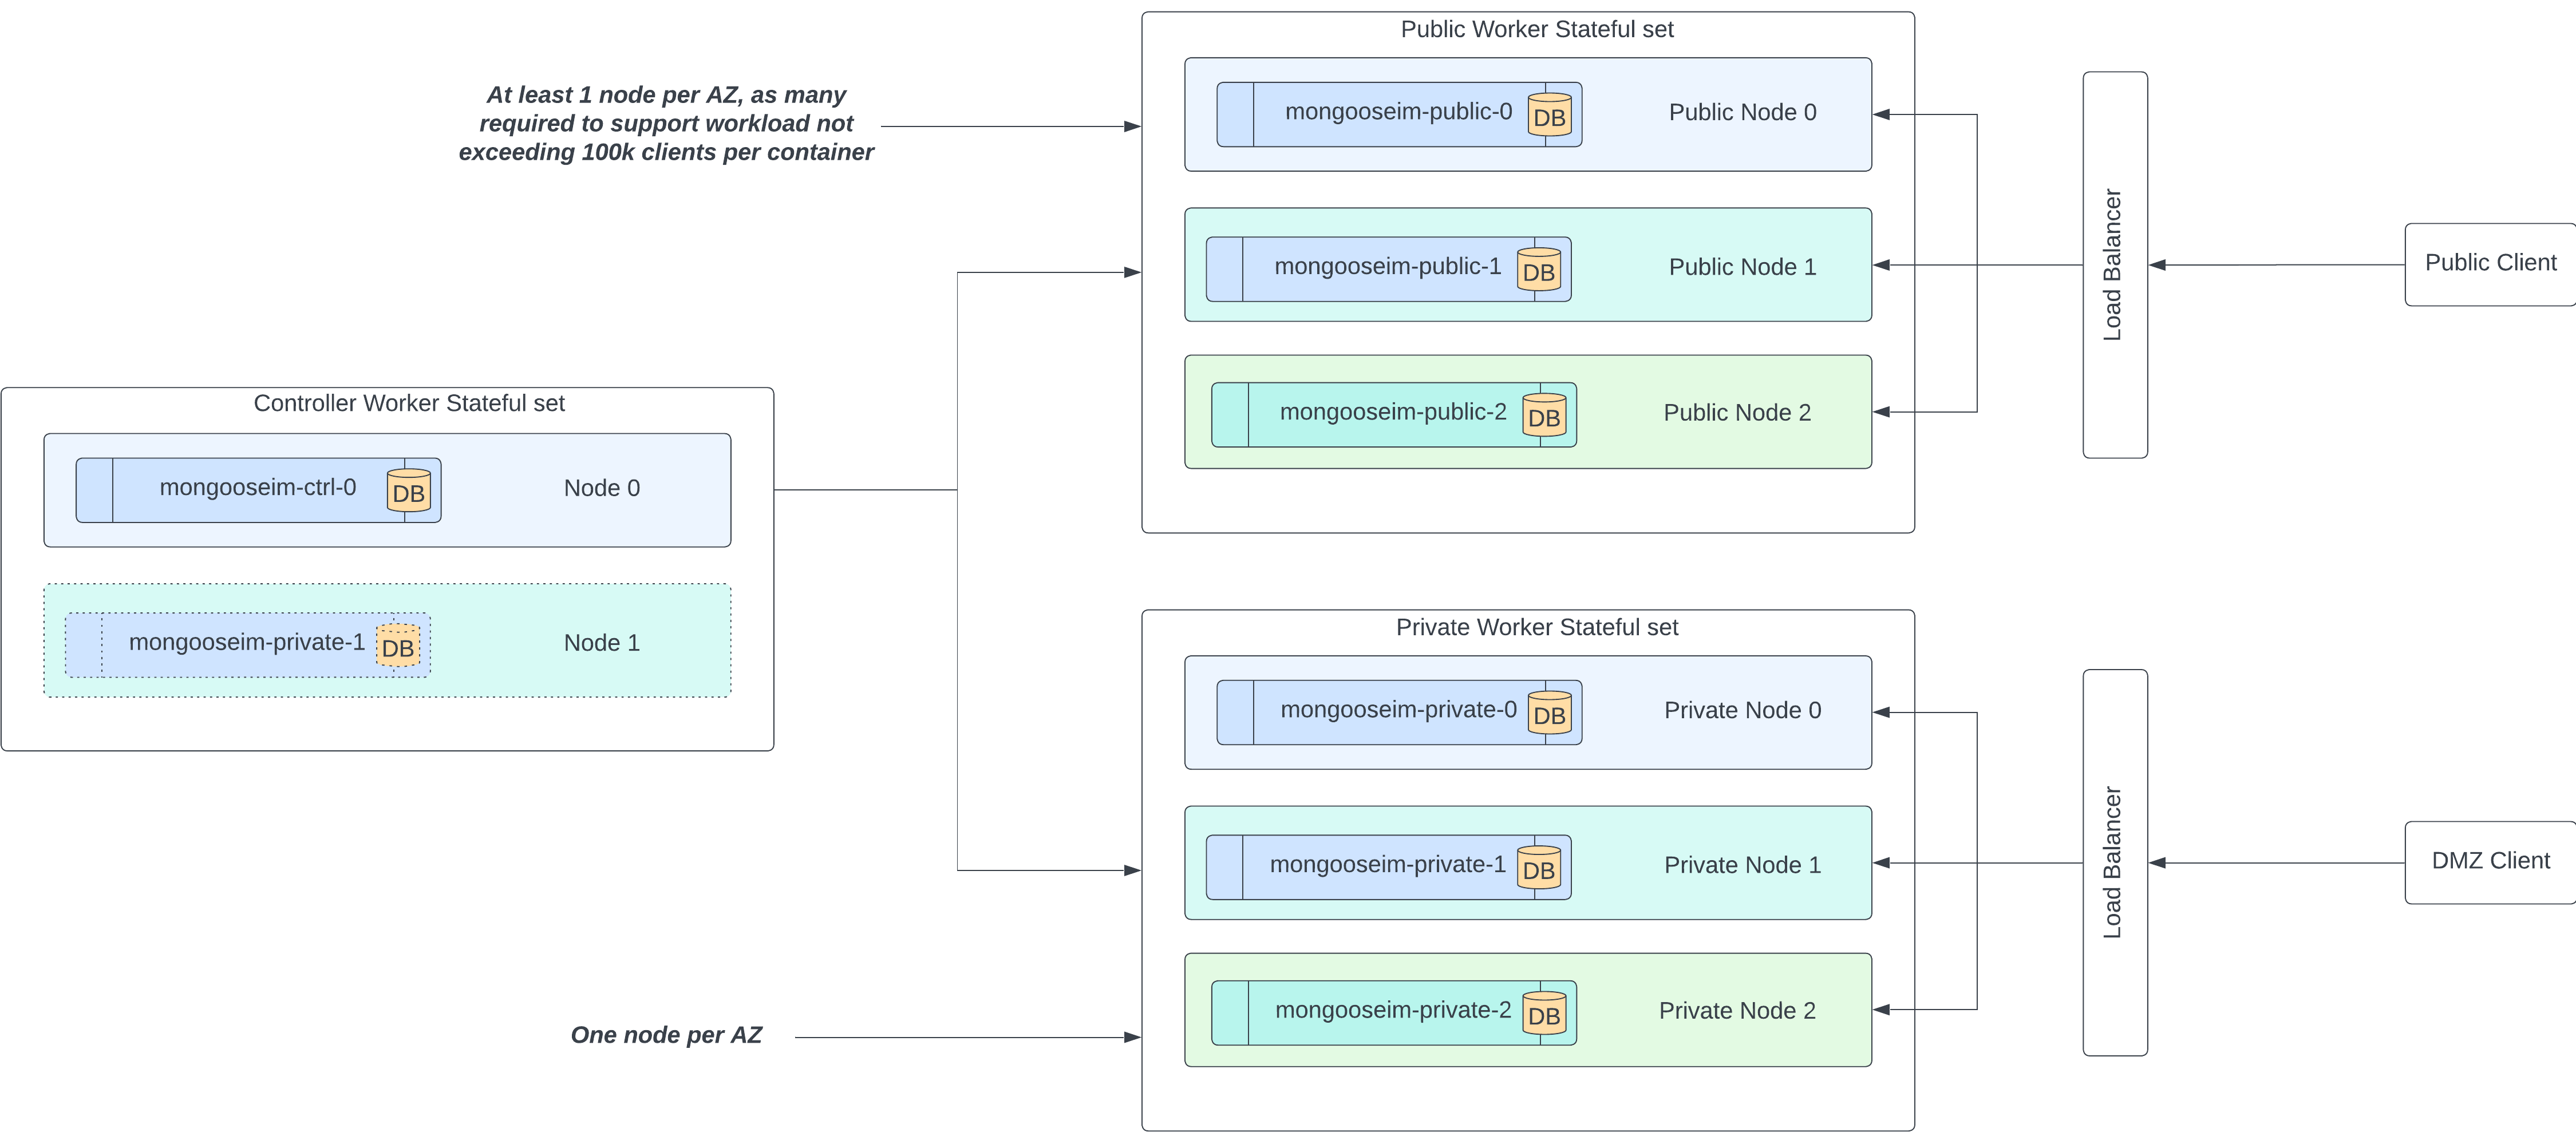 Public Worker Stateful set
At least 1 node per AZ, as many
required to support workload not
exceeding 100k clients per container
mongooseim-public-0
DB
Public Node 0
mongooseim-public-1
DB
Public Node 1
mongooseim-public-2
DB
Public Node 2
Load Balancer
Public Client
Controller Worker Stateful set
mongooseim-ctrl-0
DB
Node 0
mongooseim-private-1
DB
Node 1
Private Worker Stateful set
mongooseim-private-0
DB
Private Node 0
mongooseim-private-1
DB
Private Node 1
mongooseim-private-2
DB
Private Node 2
Load Balancer
DMZ Client
One node per AZ